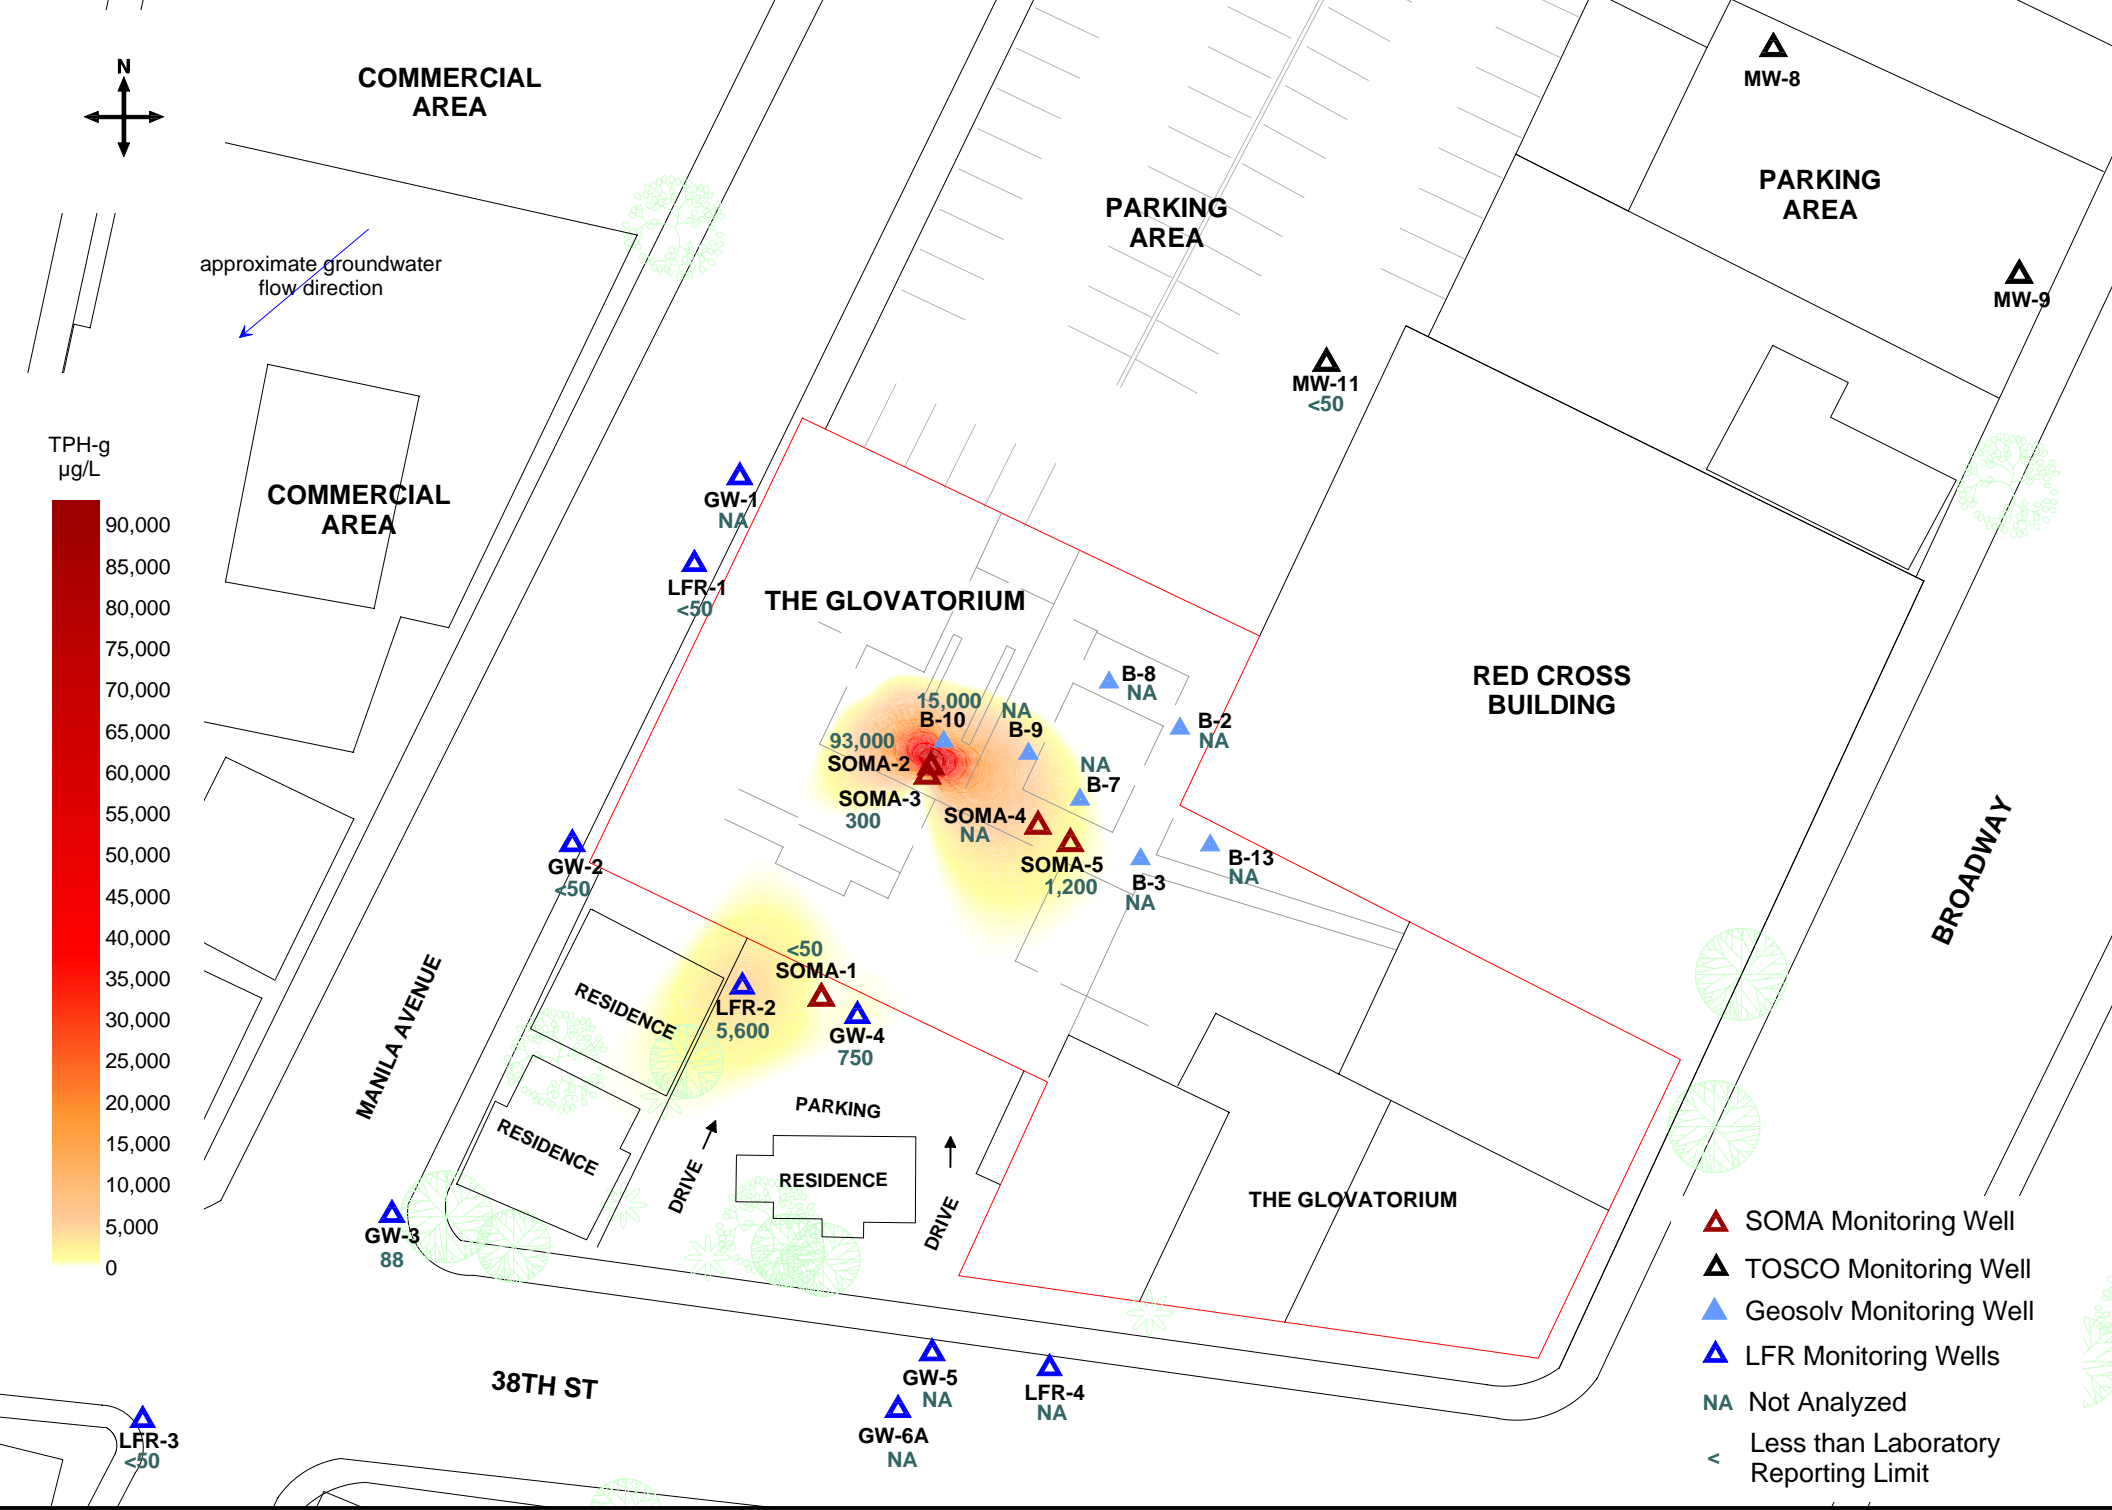 N
COMMERCIAL
AREA
MW-8
PARKING
AREA
PARKING
AREA
approximate groundwater
flow direction
MW-9
MW-11
<50
TPH-g
µg/L
90,000
85,000
80,000
75,000
70,000
65,000
60,000
55,000
50,000
45,000
40,000
35,000
30,000
25,000
20,000
15,000
10,000
5,000
0
COMMERCIAL
AREA
GW-1
NA
LFR-1
<50
THE GLOVATORIUM
RED CROSS
BUILDING
B-8
NA
15,000
B-10
NA
B-9
B-2
NA
93,000
SOMA-2
NA
B-7
SOMA-3
300
SOMA-4
NA
SOMA-5
1,200
B-3
NA
B-13
NA
GW-2
<50
BROADWAY
MANILA AVENUE
<50
SOMA-1
RESIDENCE
LFR-2
5,600
GW-4
750
PARKING
RESIDENCE
DRIVE
RESIDENCE
DRIVE
THE GLOVATORIUM
GW-3
88
38TH ST
GW-5
NA
LFR-4
NA
GW-6A
NA
LFR-3
<50
SOMA Monitoring Well
TOSCO Monitoring Well
Geosolv Monitoring Well
LFR Monitoring Wells
NA Not Analyzed
< Less than Laboratory
Reporting Limit